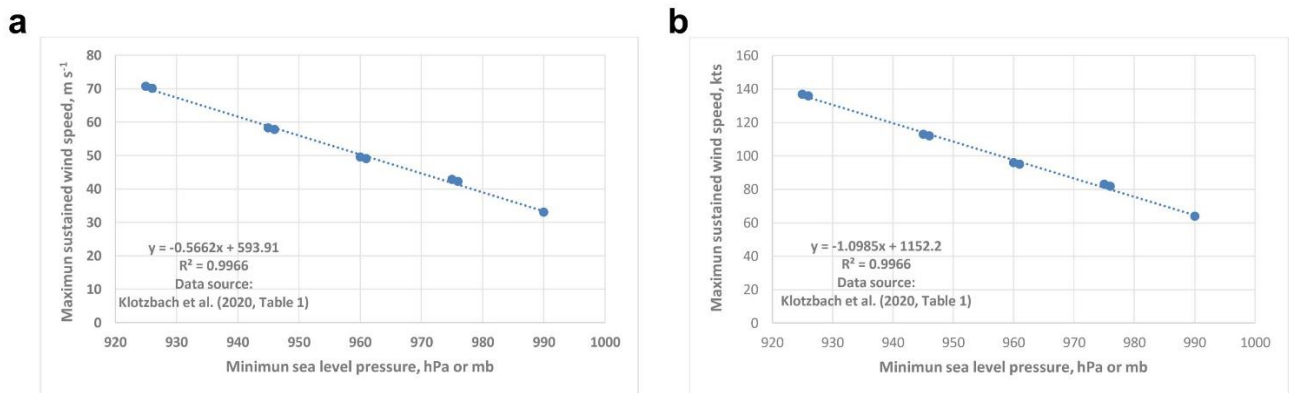 a
80
70
60
50
40
30
20
10
0
Maximun sustained wind speed, m s⁻¹
y = -0.5662x + 593.91
R² = 0.9966
Data source:
Klotzbach et al. (2020, Table 1)
920 930 940 950 960 970 980 990 1000
Minimun sea level pressure, hPa or mb
b
160
140
120
100
80
60
40
20
0
Maximun sustained wind speed, kts
y = -1.0985x + 1152.2
R² = 0.9966
Data source:
Klotzbach et al. (2020, Table 1)
920 930 940 950 960 970 980 990 1000
Minimun sea level pressure, hPa or mb